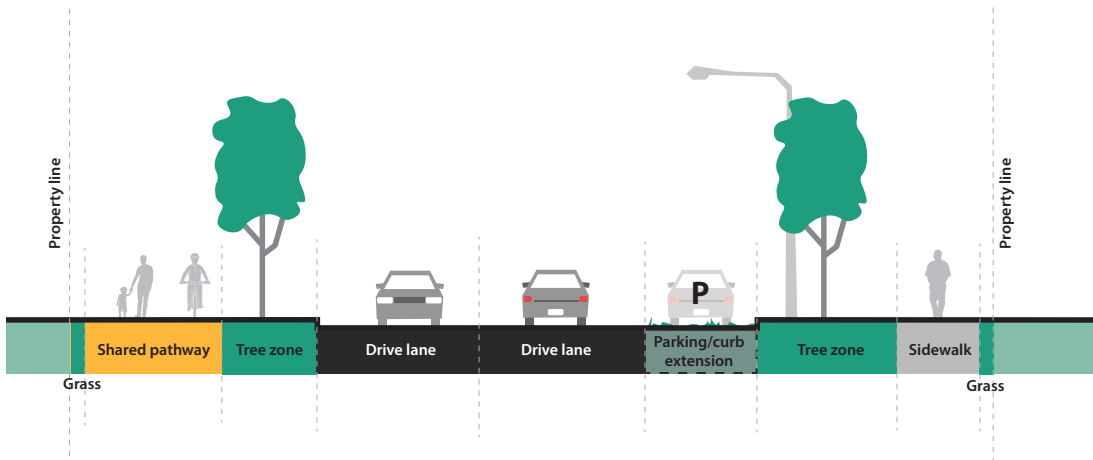 Property line
Property line
P
Shared pathway
Tree zone
Drive lane
Drive lane
Parking/curb
extension
Tree zone
Sidewalk
Grass
Grass